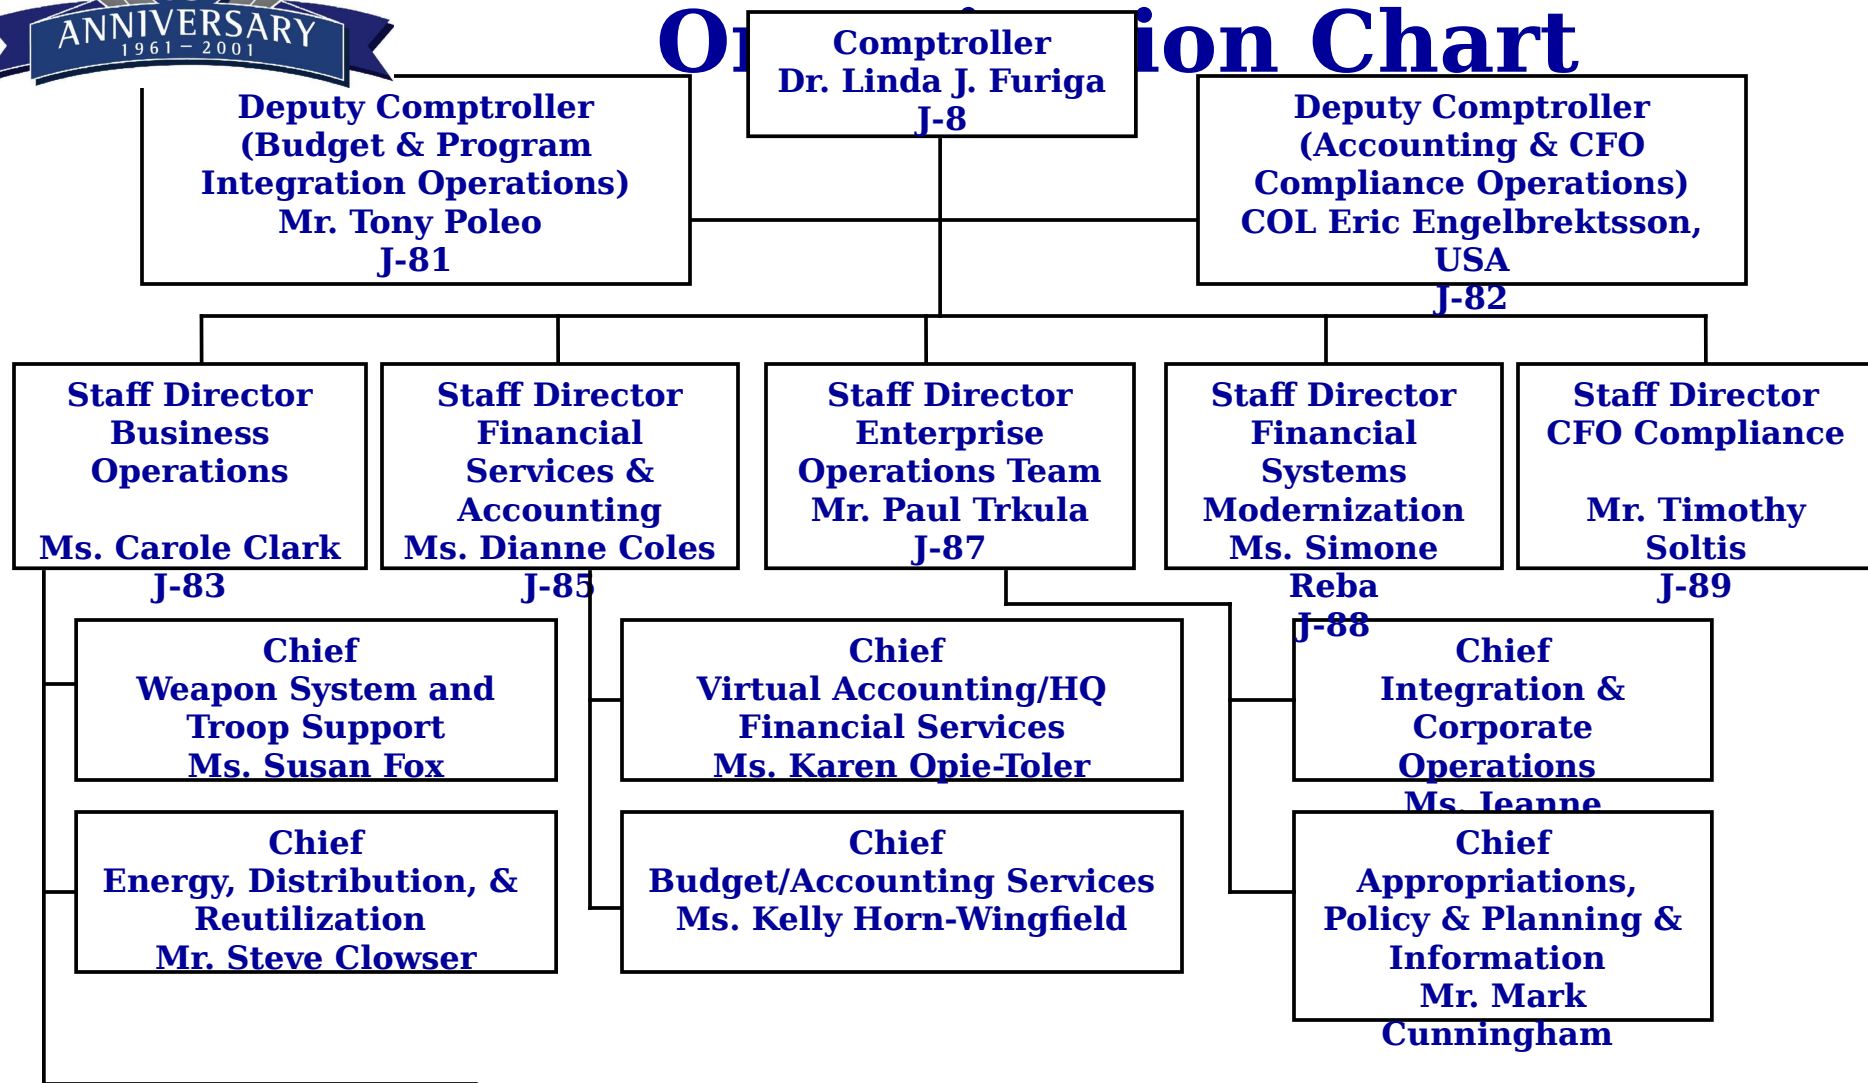 ANNIVERSARY
1961 – 2001
Chart
Comptroller
Dr. Linda J. Furiga
J-8
Deputy Comptroller
(Budget & Program
Integration Operations)
Mr. Tony Poleo
J-81
Deputy Comptroller
(Accounting & CFO
Compliance Operations)
COL Eric Engelbrektsson,
USA
J-82
Staff Director
Business
Operations
Ms. Carole Clark
J-83
Staff Director
Financial
Services &
Accounting
Ms. Dianne Coles
J-85
Staff Director
Enterprise
Operations Team
Mr. Paul Trkula
J-87
Staff Director
Financial
Systems
Modernization
Ms. Simone
Reba
J-88
Staff Director
CFO Compliance
Mr. Timothy
Soltis
J-89
Chief
Weapon System and
Troop Support
Ms. Susan Fox
Chief
Virtual Accounting/HQ
Financial Services
Ms. Karen Opie-Toler
Chief
Integration &
Corporate
Operations
Ms. Jeanne
Chief
Energy, Distribution, &
Reutilization
Mr. Steve Clowser
Chief
Budget/Accounting Services
Ms. Kelly Horn-Wingfield
Chief
Appropriations,
Policy & Planning &
Information
Mr. Mark
Cunningham